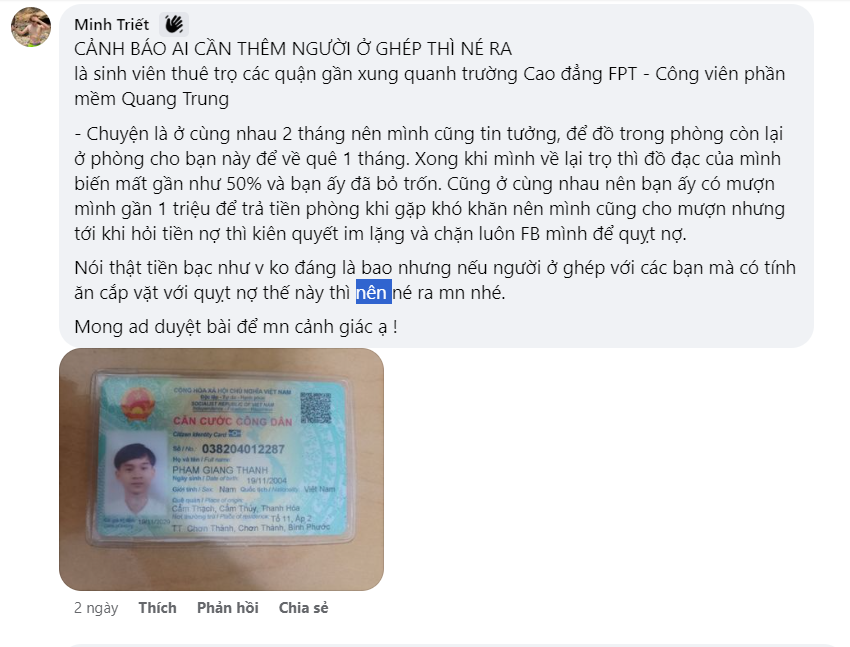 Minh Triết
CẢNH BÁO AI CẦN THÊM NGƯỜI Ở GHÉP THÌ NÉ RA
là sinh viên thuê trọ các quận gần xung quanh trường Cao đẳng FPT - Công viên phần
mềm Quang Trung
- Chuyện là ở cùng nhau 2 tháng nên mình cũng tin tưởng, để đồ trong phòng còn lại
ở phòng cho bạn này để về quê 1 tháng. Xong khi mình về lại trọ thì đồ đạc của mình
biến mất gần như 50% và bạn ấy đã bỏ trốn. Cũng ở cùng nhau nên bạn ấy có mượn
mình gần 1 triệu để trả tiền phòng khi gặp khó khăn nên mình cũng cho mượn nhưng
tới khi hỏi tiền nợ thì kiên quyết im lặng và chặn luôn FB mình để quỵt nợ.
Nói thật tiền bạc như v ko đáng là bao nhưng nếu người ở ghép với các bạn mà có tính
ăn cắp vặt với quỵt nợ thế này thì nên né ra mn nhé.
Mong ad duyệt bài để mn cảnh giác ạ !
CỘNG HÒA XÃ HỘI CHỦ NGHĨA VIỆT NAM
Độc lập - Tự do - Hạnh phúc
SOCIALIST REPUBLIC OF VIET NAM
Independence - Freedom - Happiness
CĂN CƯỚC CÔNG DÂN
Citizen Identity Card
Số / No.: 038204012287
Họ và tên / Full name:
PHẠM GIANG THANH
Ngày sinh / Date of birth: 19/11/2004
Giới tính / Sex: Nam Quốc tịch / Nationality: Việt Nam
Quê quán / Place of origin:
Cẩm Thạch, Cẩm Thủy, Thanh Hóa
Nơi thường trú / Place of residence: Tổ 11, Ấp 2
TT. Chơn Thành, Chơn Thành, Bình Phước
2 ngày Thích Phản hồi Chia sẻ